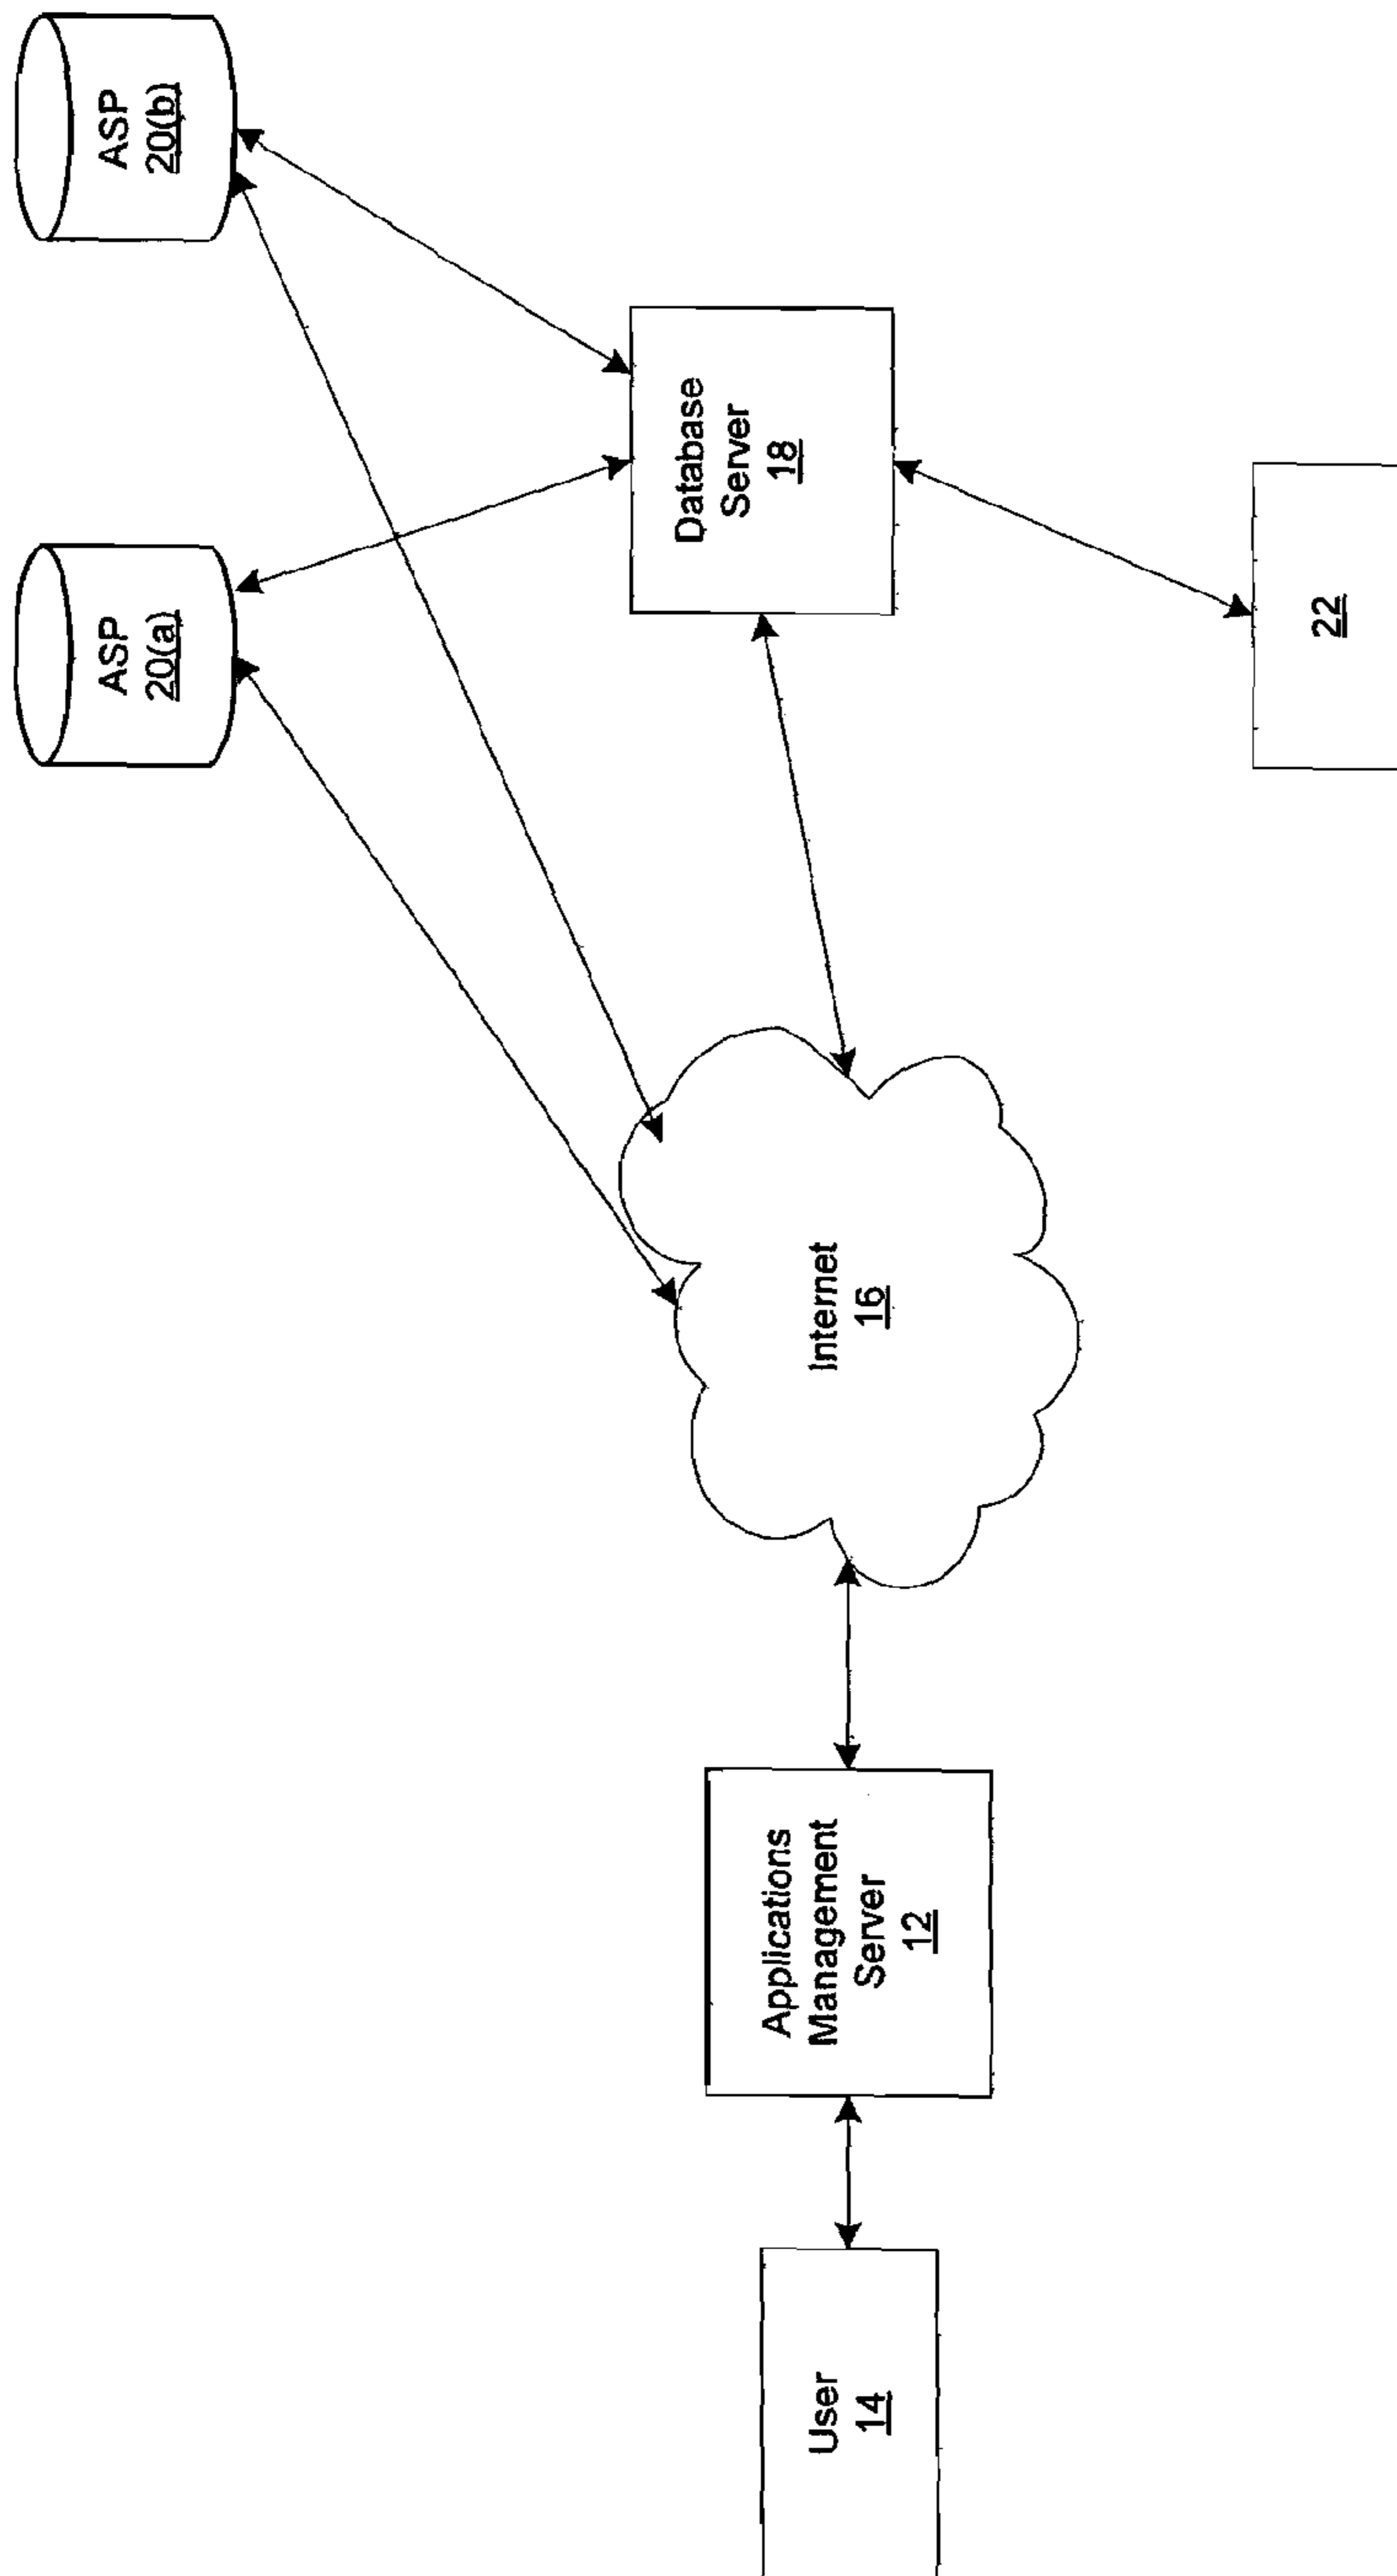 ASP
20(a)
ASP
20(b)
Database
Server
18
22
Internet
16
Applications
Management
Server
12
User
14